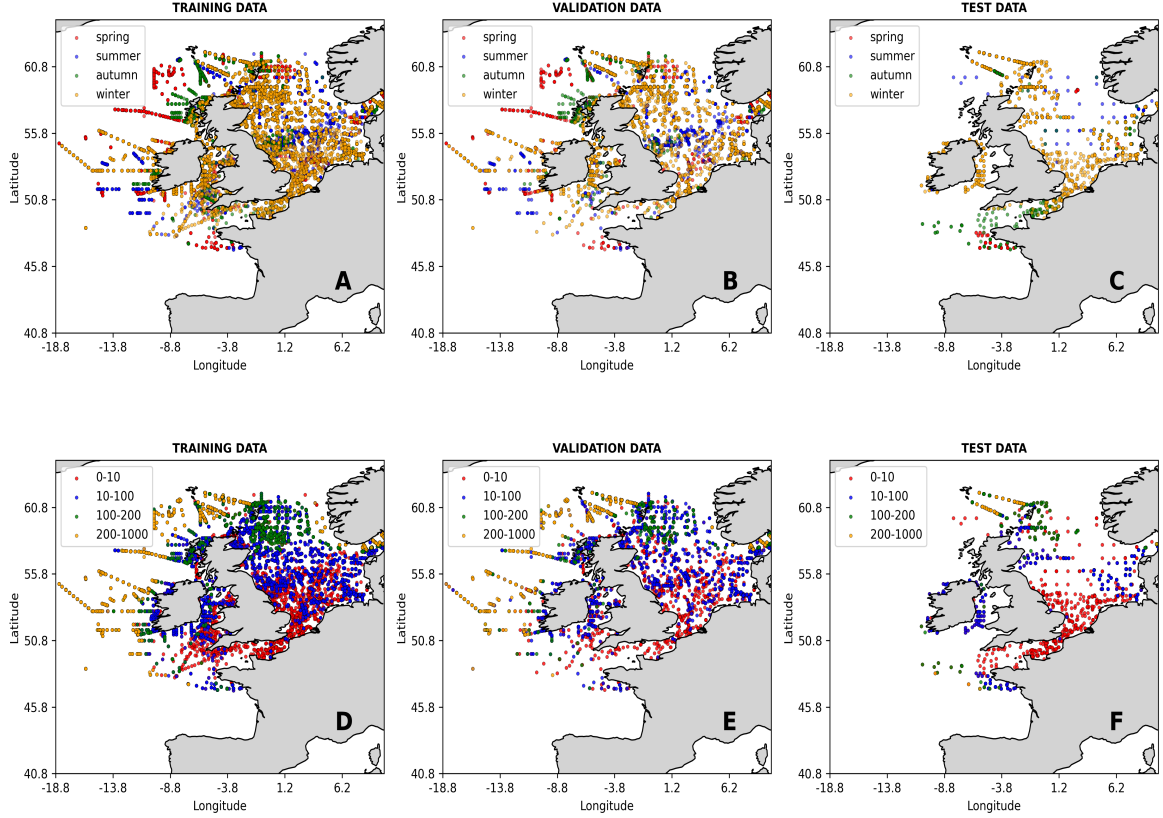 TRAINING DATA
VALIDATION DATA
TEST DATA
spring
summer
autumn
winter
spring
summer
autumn
winter
spring
summer
autumn
winter
60.8
55.8
50.8
45.8
40.8
60.8
55.8
50.8
45.8
40.8
60.8
55.8
50.8
45.8
40.8
Latitude
Latitude
Latitude
A
B
C
-18.8 -13.8 -8.8 -3.8 1.2 6.2
-18.8 -13.8 -8.8 -3.8 1.2 6.2
-18.8 -13.8 -8.8 -3.8 1.2 6.2
Longitude
Longitude
Longitude
TRAINING DATA
VALIDATION DATA
TEST DATA
0-10
10-100
100-200
200-1000
0-10
10-100
100-200
200-1000
0-10
10-100
100-200
200-1000
60.8
55.8
50.8
45.8
40.8
60.8
55.8
50.8
45.8
40.8
60.8
55.8
50.8
45.8
40.8
Latitude
Latitude
Latitude
D
E
F
-18.8 -13.8 -8.8 -3.8 1.2 6.2
-18.8 -13.8 -8.8 -3.8 1.2 6.2
-18.8 -13.8 -8.8 -3.8 1.2 6.2
Longitude
Longitude
Longitude